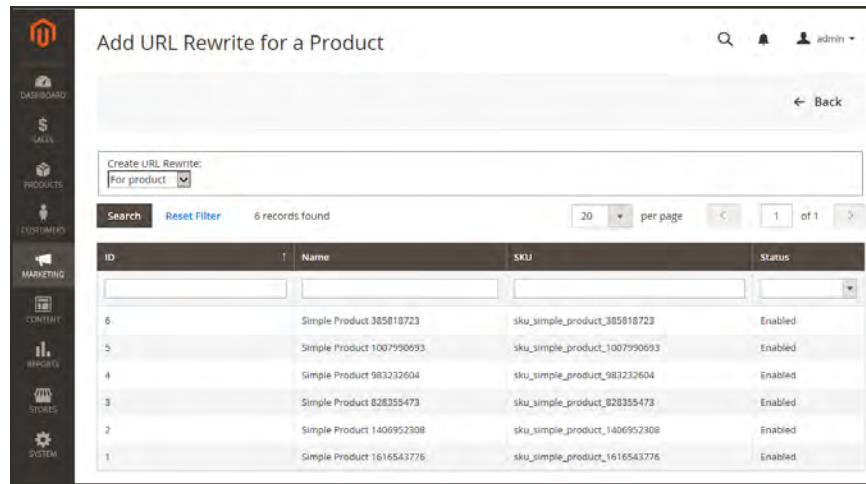 Add URL Rewrite for a Product
admin
DASHBOARD
← Back
SALES
Create URL Rewrite:
For product
PRODUCTS
Search Reset Filter 6 records found 20 per page 1 of 1
CUSTOMERS
ID ↑ Name SKU Status
MARKETING
CONTENT
6 Simple Product 385818723 sku_simple_product_385818723 Enabled
5 Simple Product 1007990693 sku_simple_product_1007990693 Enabled
REPORTS
4 Simple Product 983232604 sku_simple_product_983232604 Enabled
3 Simple Product 828355473 sku_simple_product_828355473 Enabled
STORES
2 Simple Product 1406952308 sku_simple_product_1406952308 Enabled
SYSTEM
1 Simple Product 1616543776 sku_simple_product_1616543776 Enabled